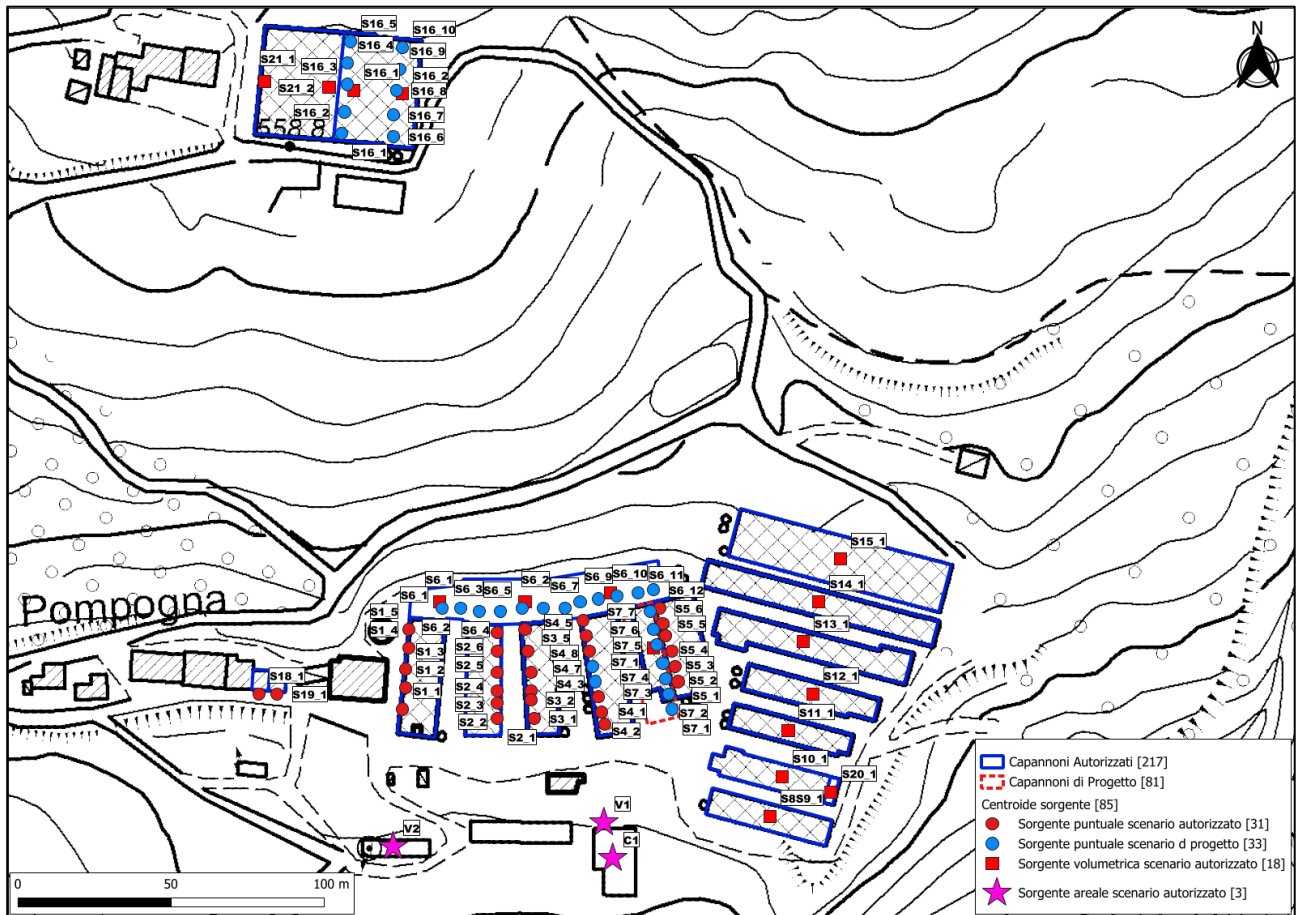 N
S16_5
S16_10
S16_4
S16_9
S21_1
S16_3
S16_1
S16_2
S21_2
S16_8
S16_2
S16_7
558.8
S16_6
S16_1
S15_1
S14_1
S13_1
S12_1
S11_1
S10_1
S20_1
S8S9_1
S6_1
S6_2
S6_9
S6_10
S6_11
S6_1
S6_3
S6_5
S6_7
S6_12
Pompogna
S1_5
S7_7
S5_6
S1_4
S6_2
S6_4
S4_5
S7_6
S5_5
S3_5
S1_3
S2_6
S4_8
S7_5
S5_4
S1_2
S2_5
S4_7
S7_1
S5_3
S18_1
S1_1
S2_4
S4_3
S7_4
S5_2
S19_1
S2_3
S3_2
S7_3
S5_1
S2_2
S3_1
S4_1
S7_2
S2_1
S4_2
S7_1
V1
V2
C1
Capannoni Autorizzati [217]
Capannoni di Progetto [81]
Centroide sorgente [85]
Sorgente puntuale scenario autorizzato [31]
Sorgente puntuale scenario d progetto [33]
Sorgente volumetrica scenario autorizzato [18]
Sorgente areale scenario autorizzato [3]
0 50 100 m